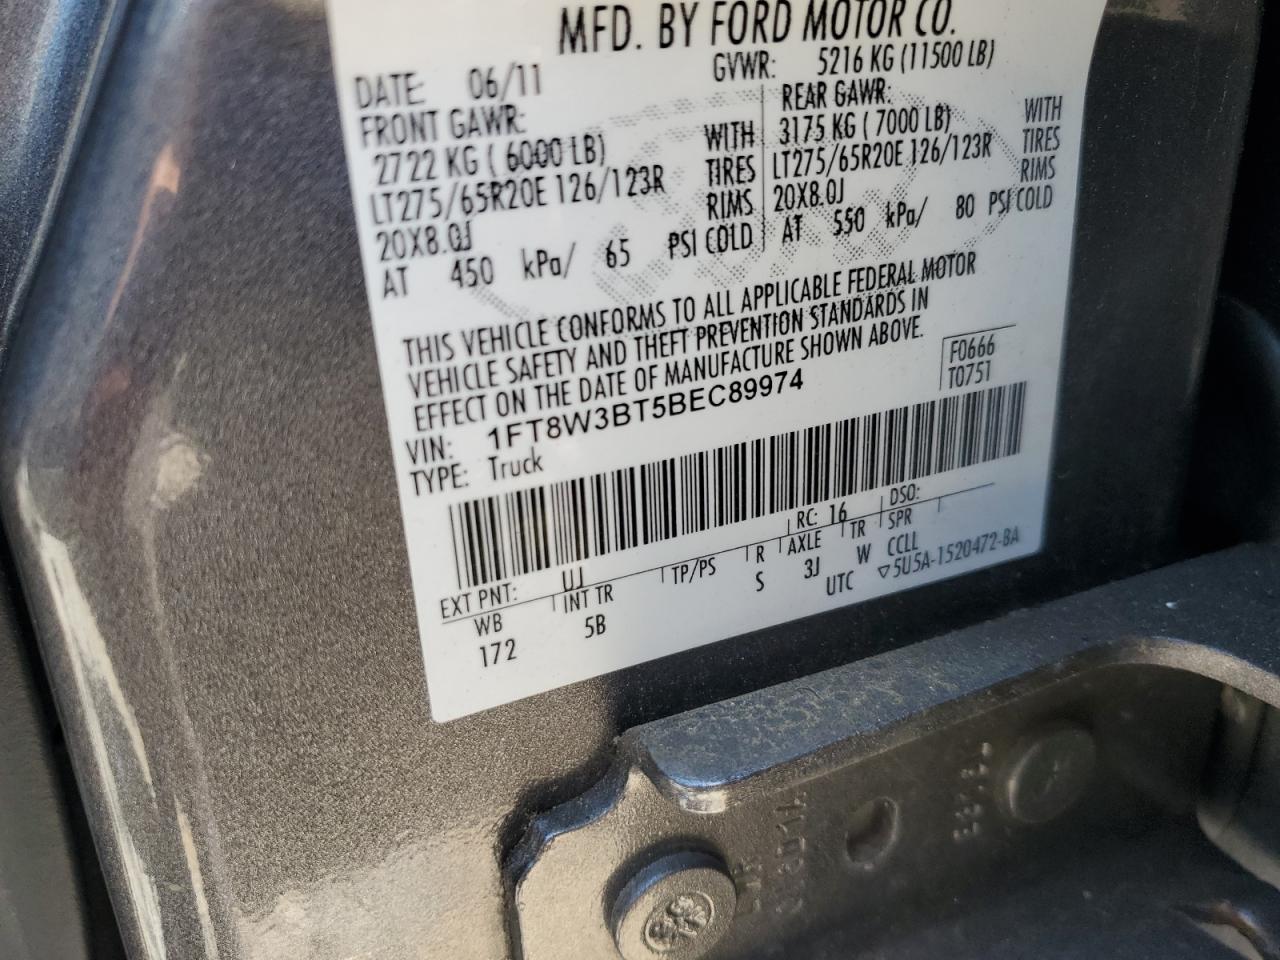 MFD. BY FORD MOTOR CO.
DATE: 06/11 GVWR: 5216 KG (11500 LB)
FRONT GAWR:
2722 KG ( 6000 LB) WITH
LT275/65R20E 126/123R TIRES
20X8.0J RIMS
AT 450 kPa/ 65 PSI COLD
REAR GAWR:
3175 KG ( 7000 LB) WITH
LT275/65R20E 126/123R TIRES
20X8.0J RIMS
AT 550 kPa/ 80 PSI COLD
THIS VEHICLE CONFORMS TO ALL APPLICABLE FEDERAL MOTOR
VEHICLE SAFETY AND THEFT PREVENTION STANDARDS IN
EFFECT ON THE DATE OF MANUFACTURE SHOWN ABOVE.
F0666
T0751
VIN: 1FT8W3BT5BEC89974
TYPE: Truck
EXT PNT: UJ RC: 16 DSO:
WB INT TR TP/PS R AXLE TR SPR
172 5B S 3J W CCLL
UTC ▽5U5A-1520472-BA